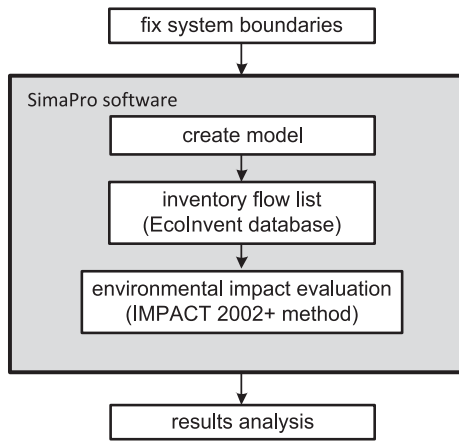 fix system boundaries
SimaPro software
create model
inventory flow list
(EcoInvent database)
environmental impact evaluation
(IMPACT 2002+ method)
results analysis